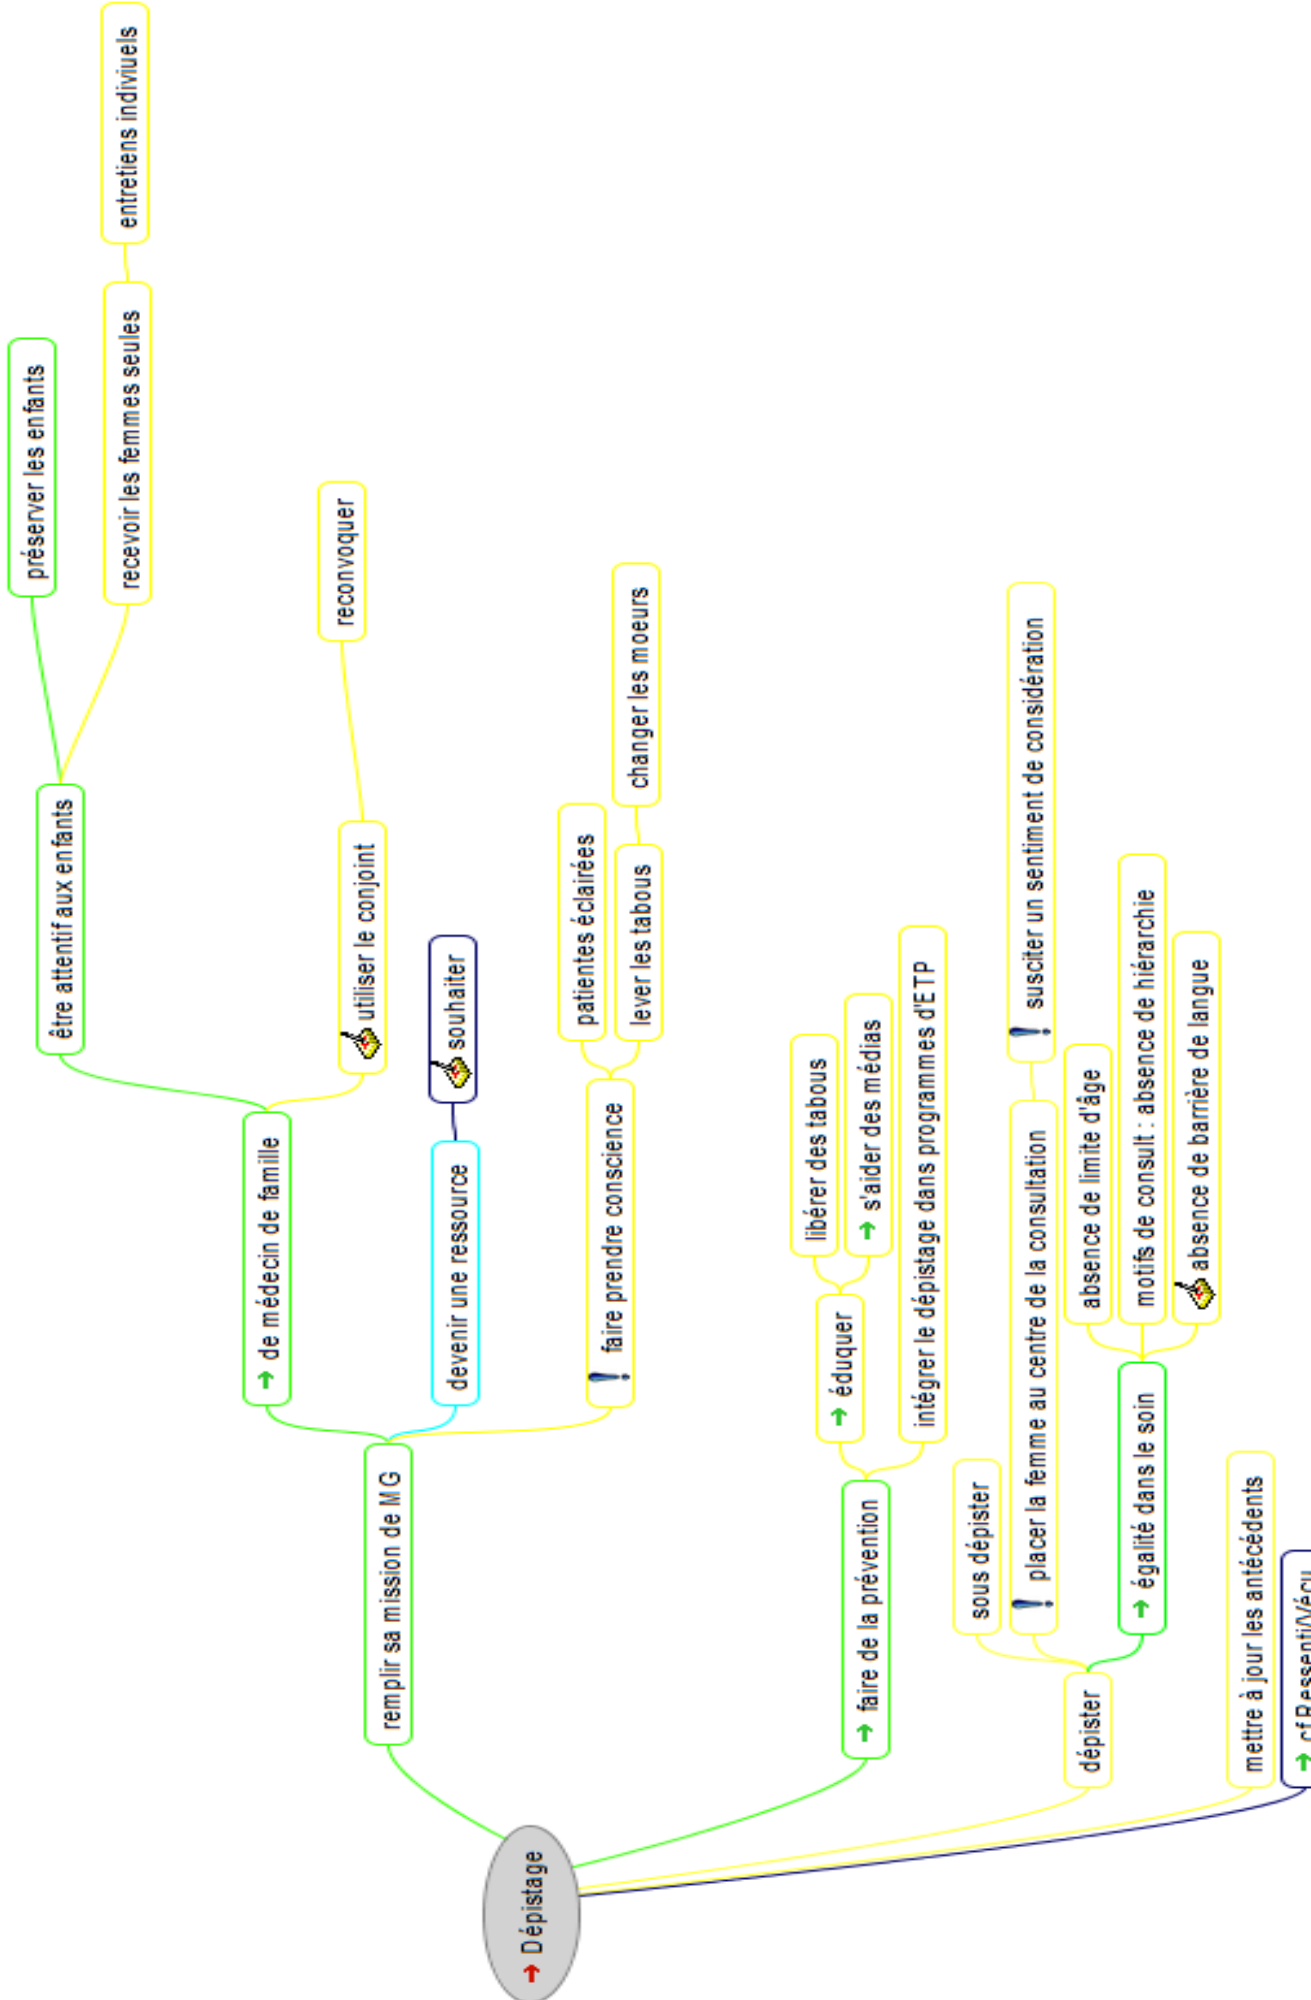 Dépistage
remplir sa mission de MG
de médecin de famille
être attentif aux enfants
préserver les enfants
recevoir les femmes seules
entretiens indiviuels
utiliser le conjoint
reconvoquer
devenir une ressource
souhaiter
faire prendre conscience
patientes éclairées
lever les tabous
changer les moeurs
faire de la prévention
éduquer
libérer des tabous
s'aider des médias
intégrer le dépistage dans programmes d'ETP
dépister
sous dépister
placer la femme au centre de la consultation
susciter un sentiment de considération
égalité dans le soin
absence de limite d'âge
motifs de consult : absence de hiérarchie
absence de barrière de langue
mettre à jour les antécédents
cf Ressenti/Vécu